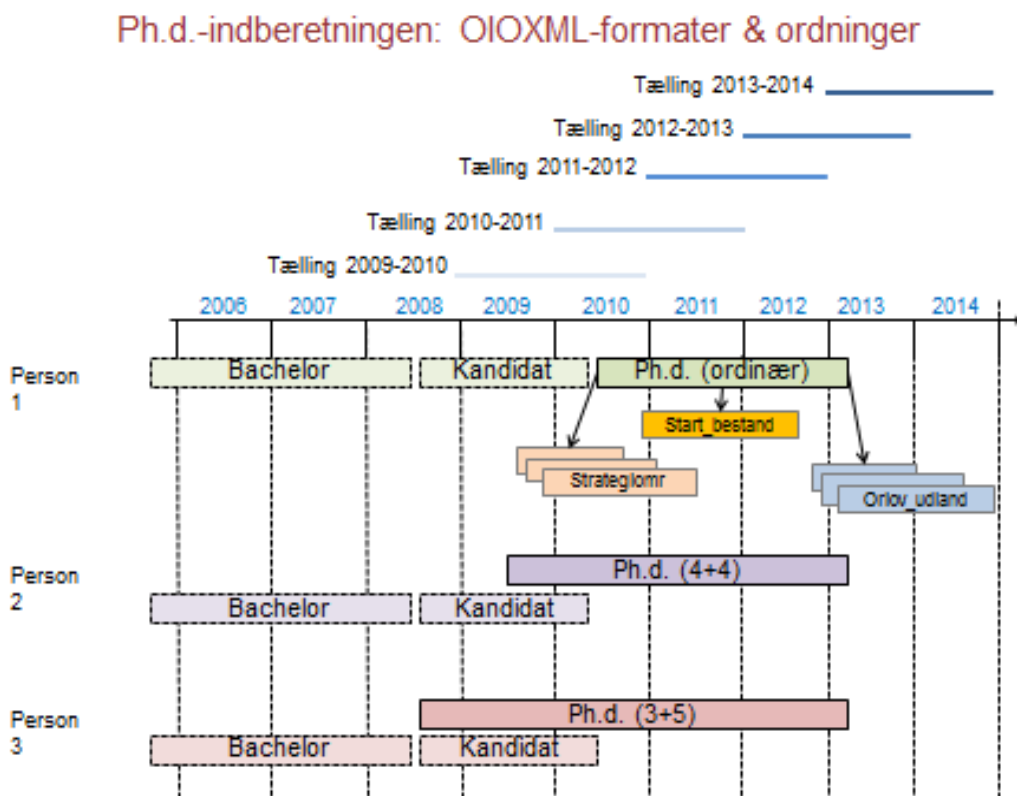 Ph.d.-indberetningen: OIOXML-formater & ordninger
Tælling 2013-2014
Tælling 2012-2013
Tælling 2011-2012
Tælling 2010-2011
Tælling 2009-2010
2006 2007 2008 2009 2010 2011 2012 2013 2014
Person
1
Bachelor Kandidat Ph.d. (ordinær)
Start_bestand
Strategiomr
Orlov_udland
Person
2
Ph.d. (4+4)
Bachelor Kandidat
Person
3
Ph.d. (3+5)
Bachelor Kandidat